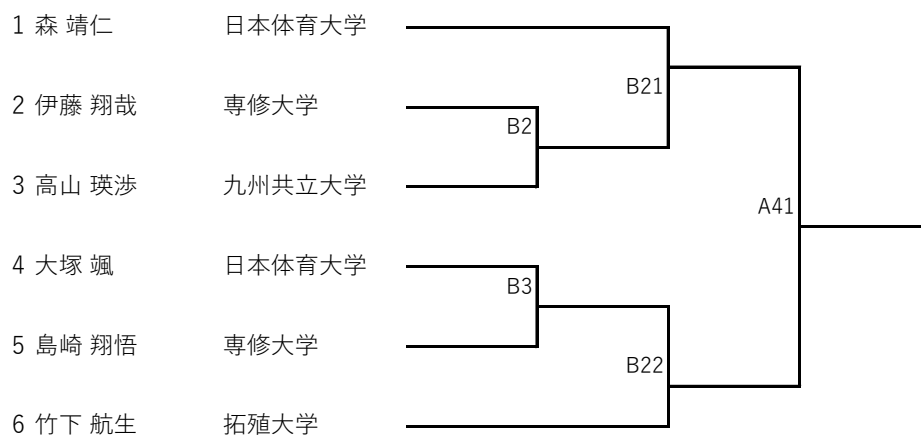 1 森 靖仁 日本体育大学
B21
2 伊藤 翔哉 専修大学
B2
3 高山 瑛渉 九州共立大学
A41
4 大塚 颯 日本体育大学
B3
5 島崎 翔悟 専修大学
B22
6 竹下 航生 拓殖大学